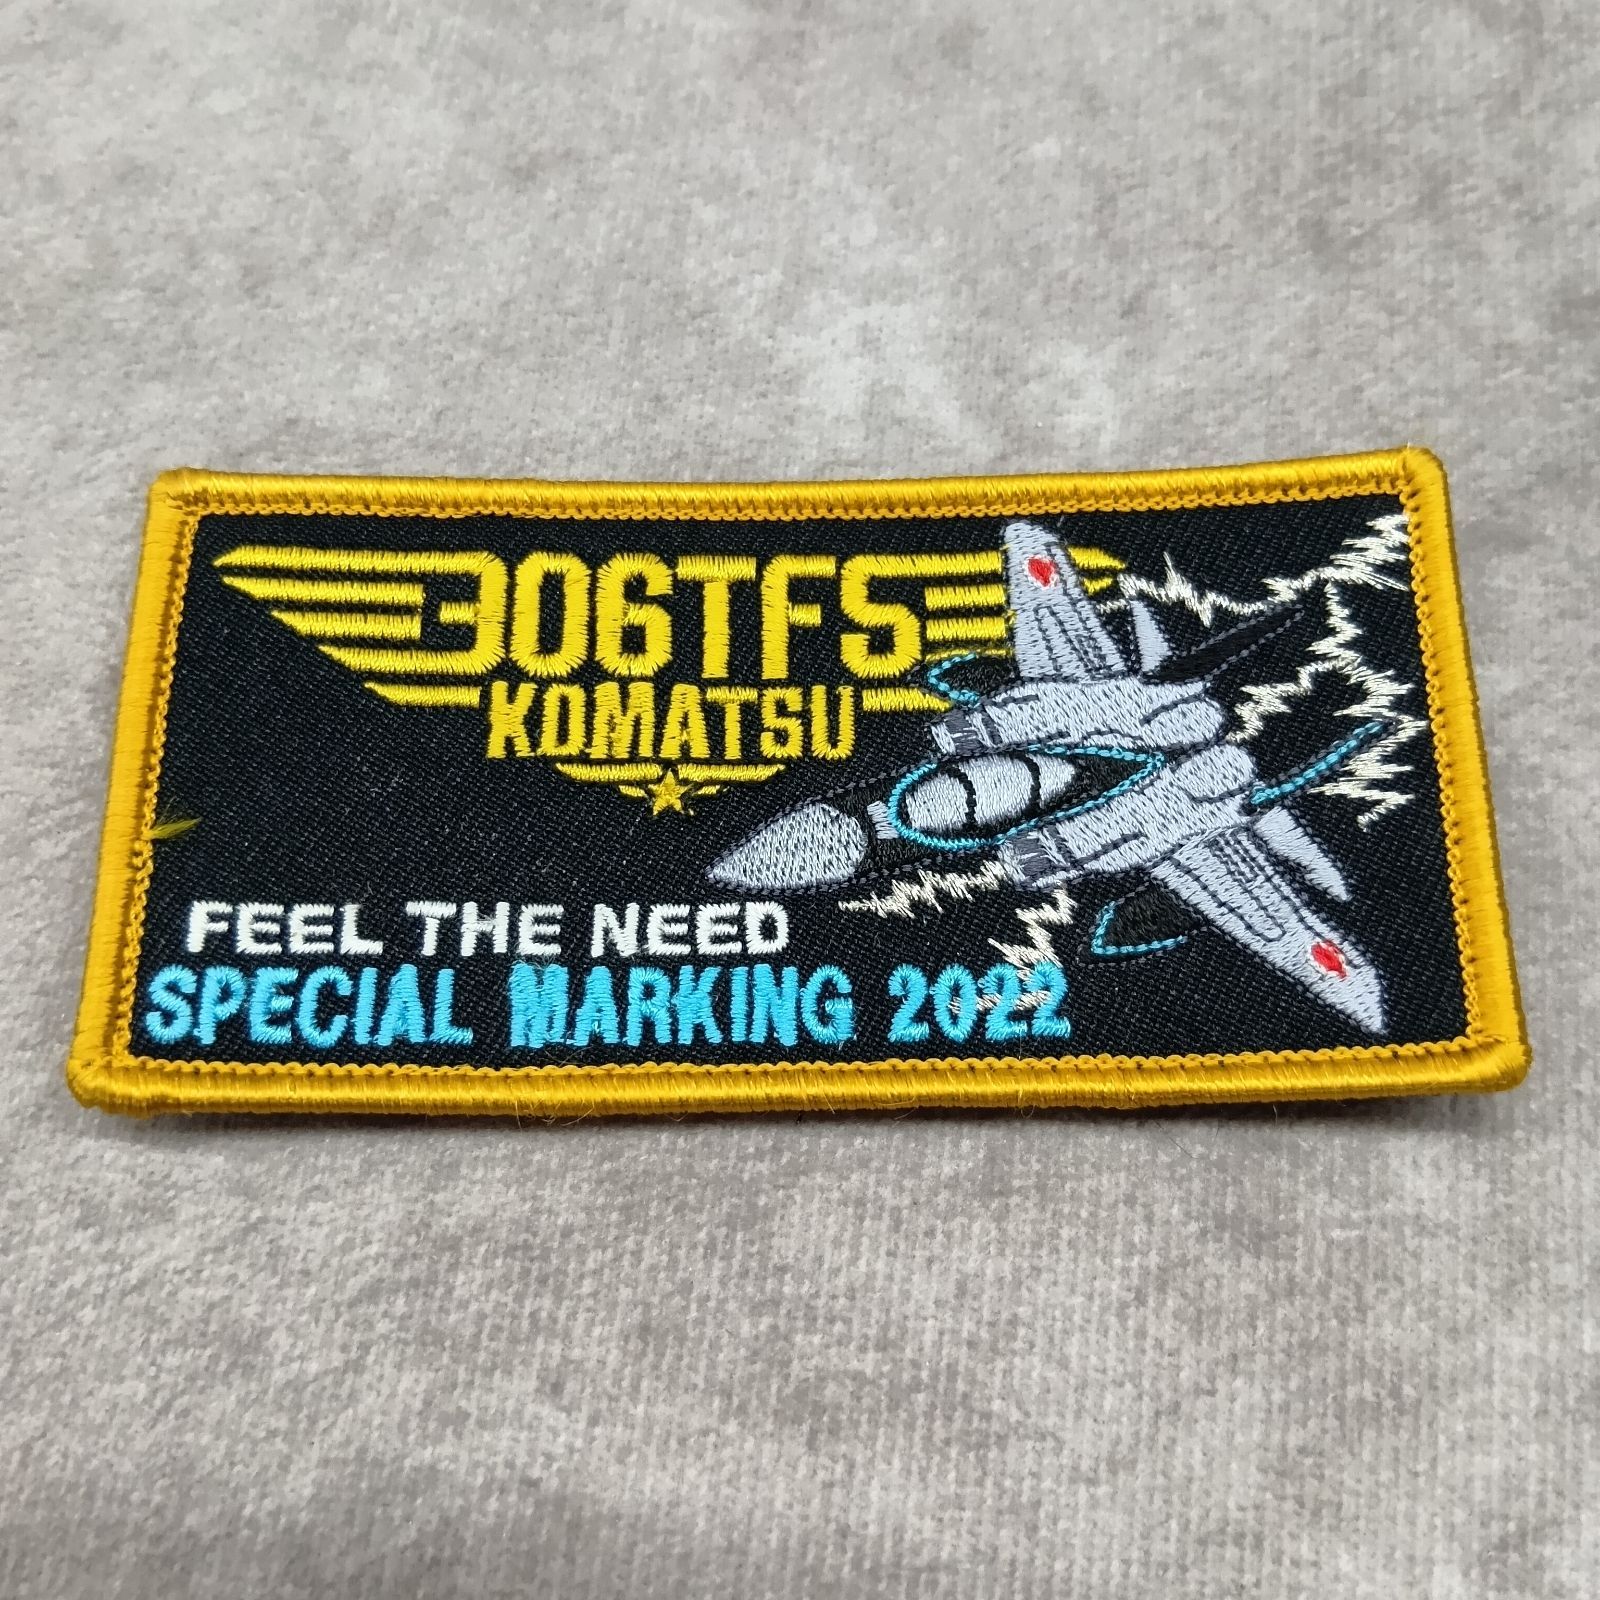 306TFS
KOMATSU
FEEL THE NEED
SPECIAL MARKING 2022